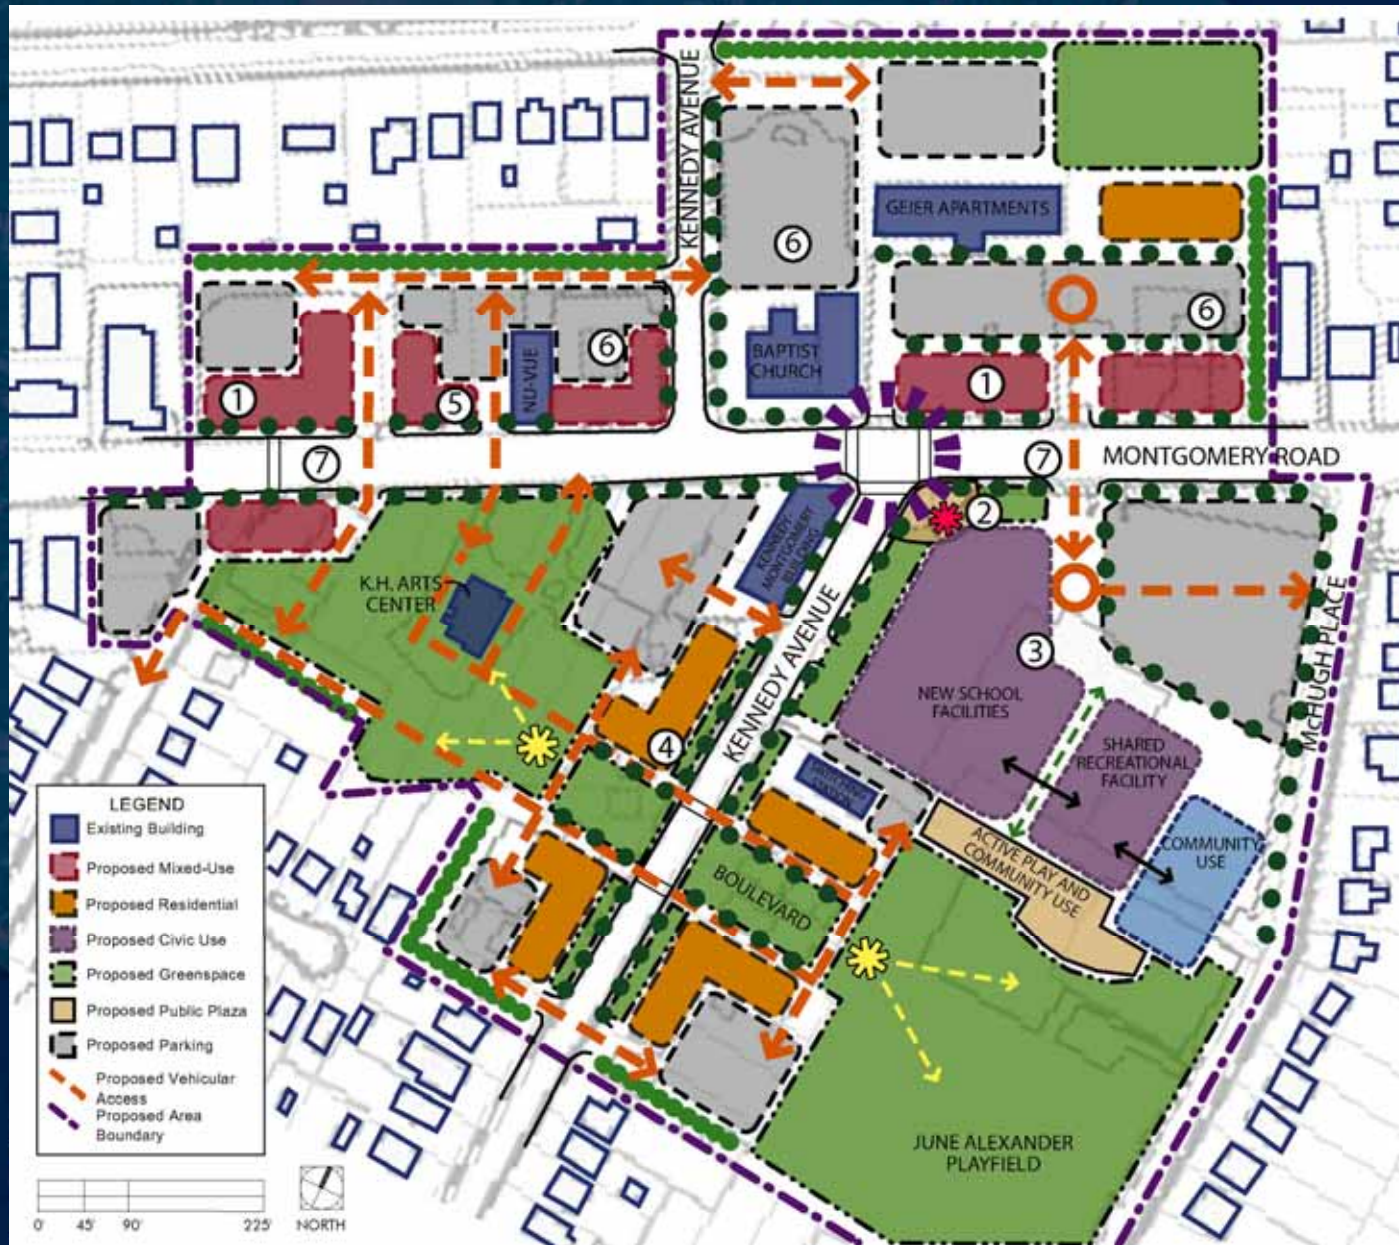 KENNEDY AVENUE
GEIER APARTMENTS
6
6
6
BAPTIST
CHURCH
NU-VUE
1
5
1
7
7
MONTGOMERY ROAD
2
KENNEDY-
MONTGOMERY
BUILDING
K.H. ARTS
CENTER
KENNEDY AVENUE
3
NEW SCHOOL
FACILITIES
McHUGH PLACE
4
SHARED
RECREATIONAL
FACILITY
STATION
COMMUNITY
USE
ACTIVE PLAY AND
COMMUNITY USE
BOULEVARD
JUNE ALEXANDER
PLAYFIELD
LEGEND
Existing Building
Proposed Mixed-Use
Proposed Residential
Proposed Civic Use
Proposed Greenspace
Proposed Public Plaza
Proposed Parking
Proposed Vehicular
Access
Proposed Area
Boundary
0' 45' 90' 225'
NORTH